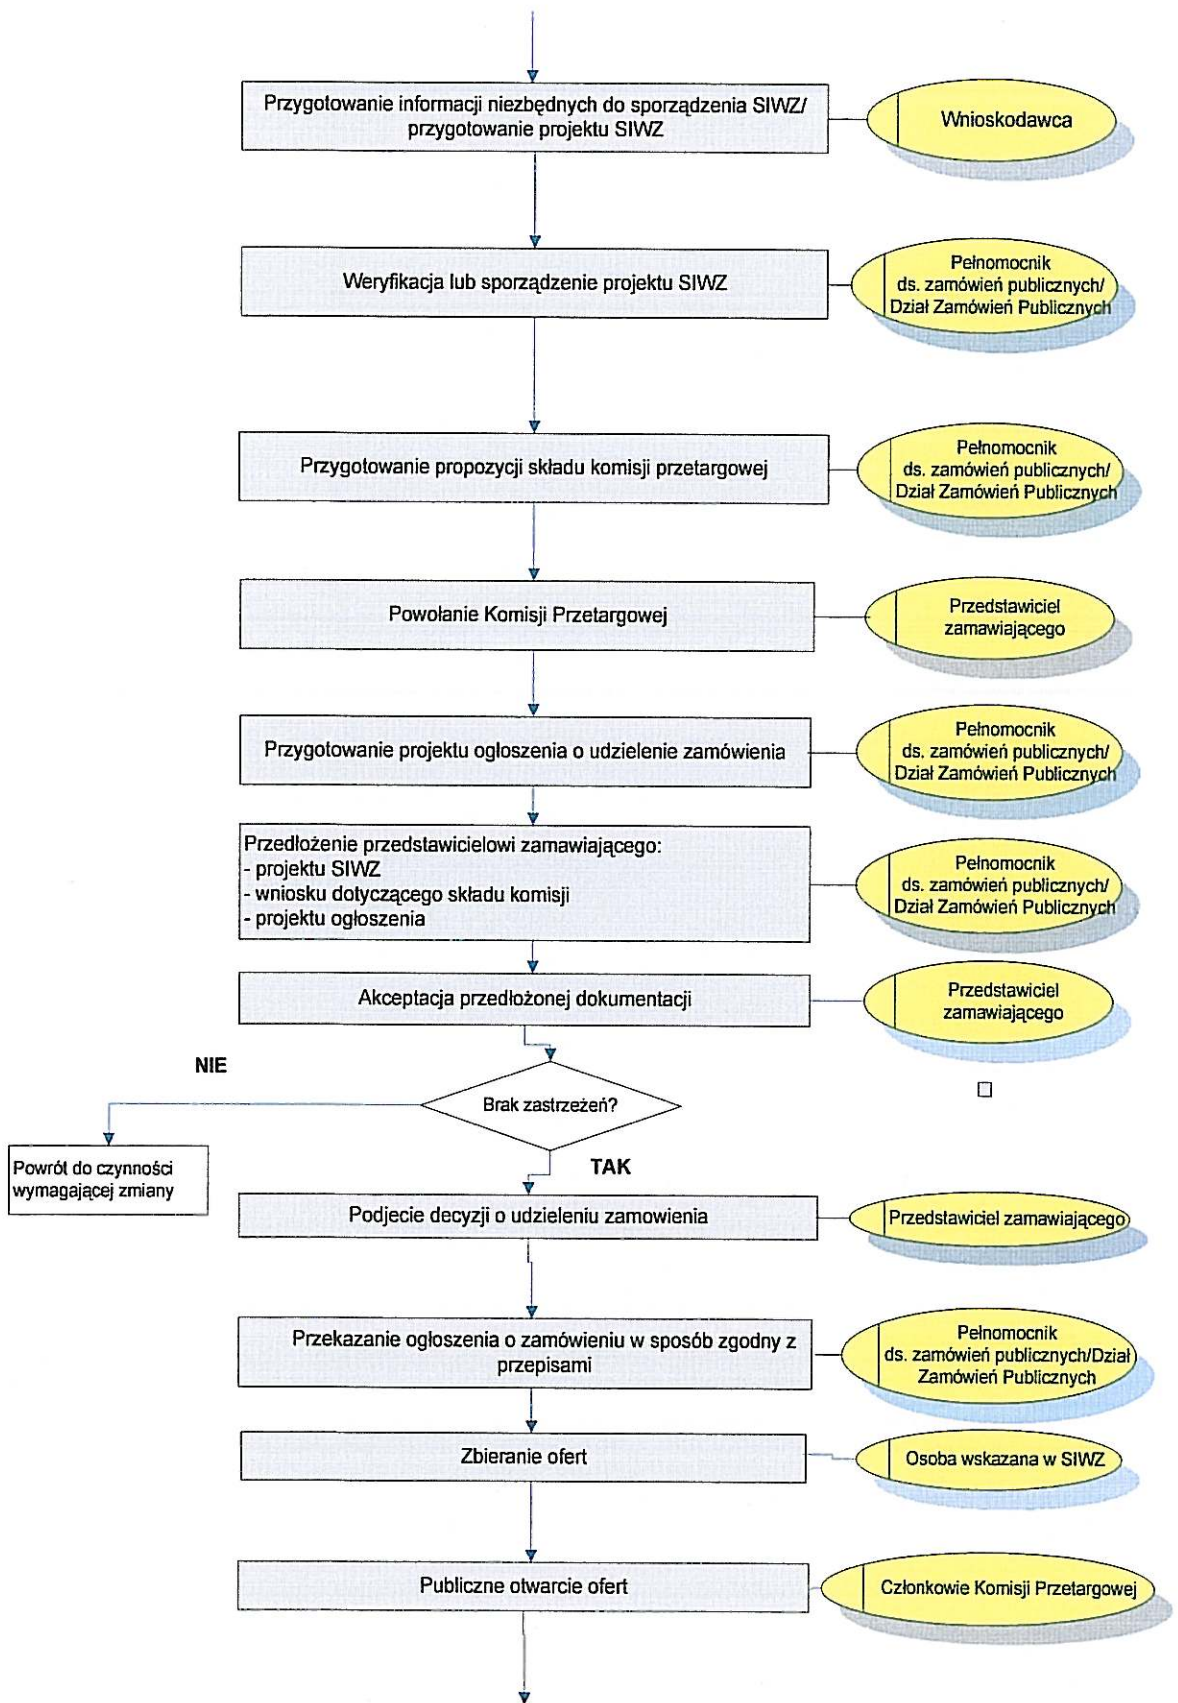 Przygotowanie informacji niezbędnych do sporządzenia SIWZ/
przygotowanie projektu SIWZ
Wnioskodawca
Weryfikacja lub sporządzenie projektu SIWZ
Pełnomocnik
ds. zamówień publicznych/
Dział Zamówień Publicznych
Przygotowanie propozycji składu komisji przetargowej
Pełnomocnik
ds. zamówień publicznych/
Dział Zamówień Publicznych
Powołanie Komisji Przetargowej
Przedstawiciel
zamawiającego
Przygotowanie projektu ogłoszenia o udzielenie zamówienia
Pełnomocnik
ds. zamówień publicznych/
Dział Zamówień Publicznych
Przedłożenie przedstawicielowi zamawiającego:
- projektu SIWZ
- wniosku dotyczącego składu komisji
- projektu ogłoszenia
Pełnomocnik
ds. zamówień publicznych/
Dział Zamówień Publicznych
Akceptacja przedłożonej dokumentacji
Przedstawiciel
zamawiającego
NIE
Brak zastrzeżeń?
Powrót do czynności
wymagającej zmiany
TAK
Podjecie decyzji o udzieleniu zamowienia
Przedstawiciel zamawiającego
Przekazanie ogłoszenia o zamówieniu w sposób zgodny z
przepisami
Pełnomocnik
ds. zamówień publicznych/Dział
Zamówień Publicznych
Zbieranie ofert
Osoba wskazana w SIWZ
Publiczne otwarcie ofert
Członkowie Komisji Przetargowej